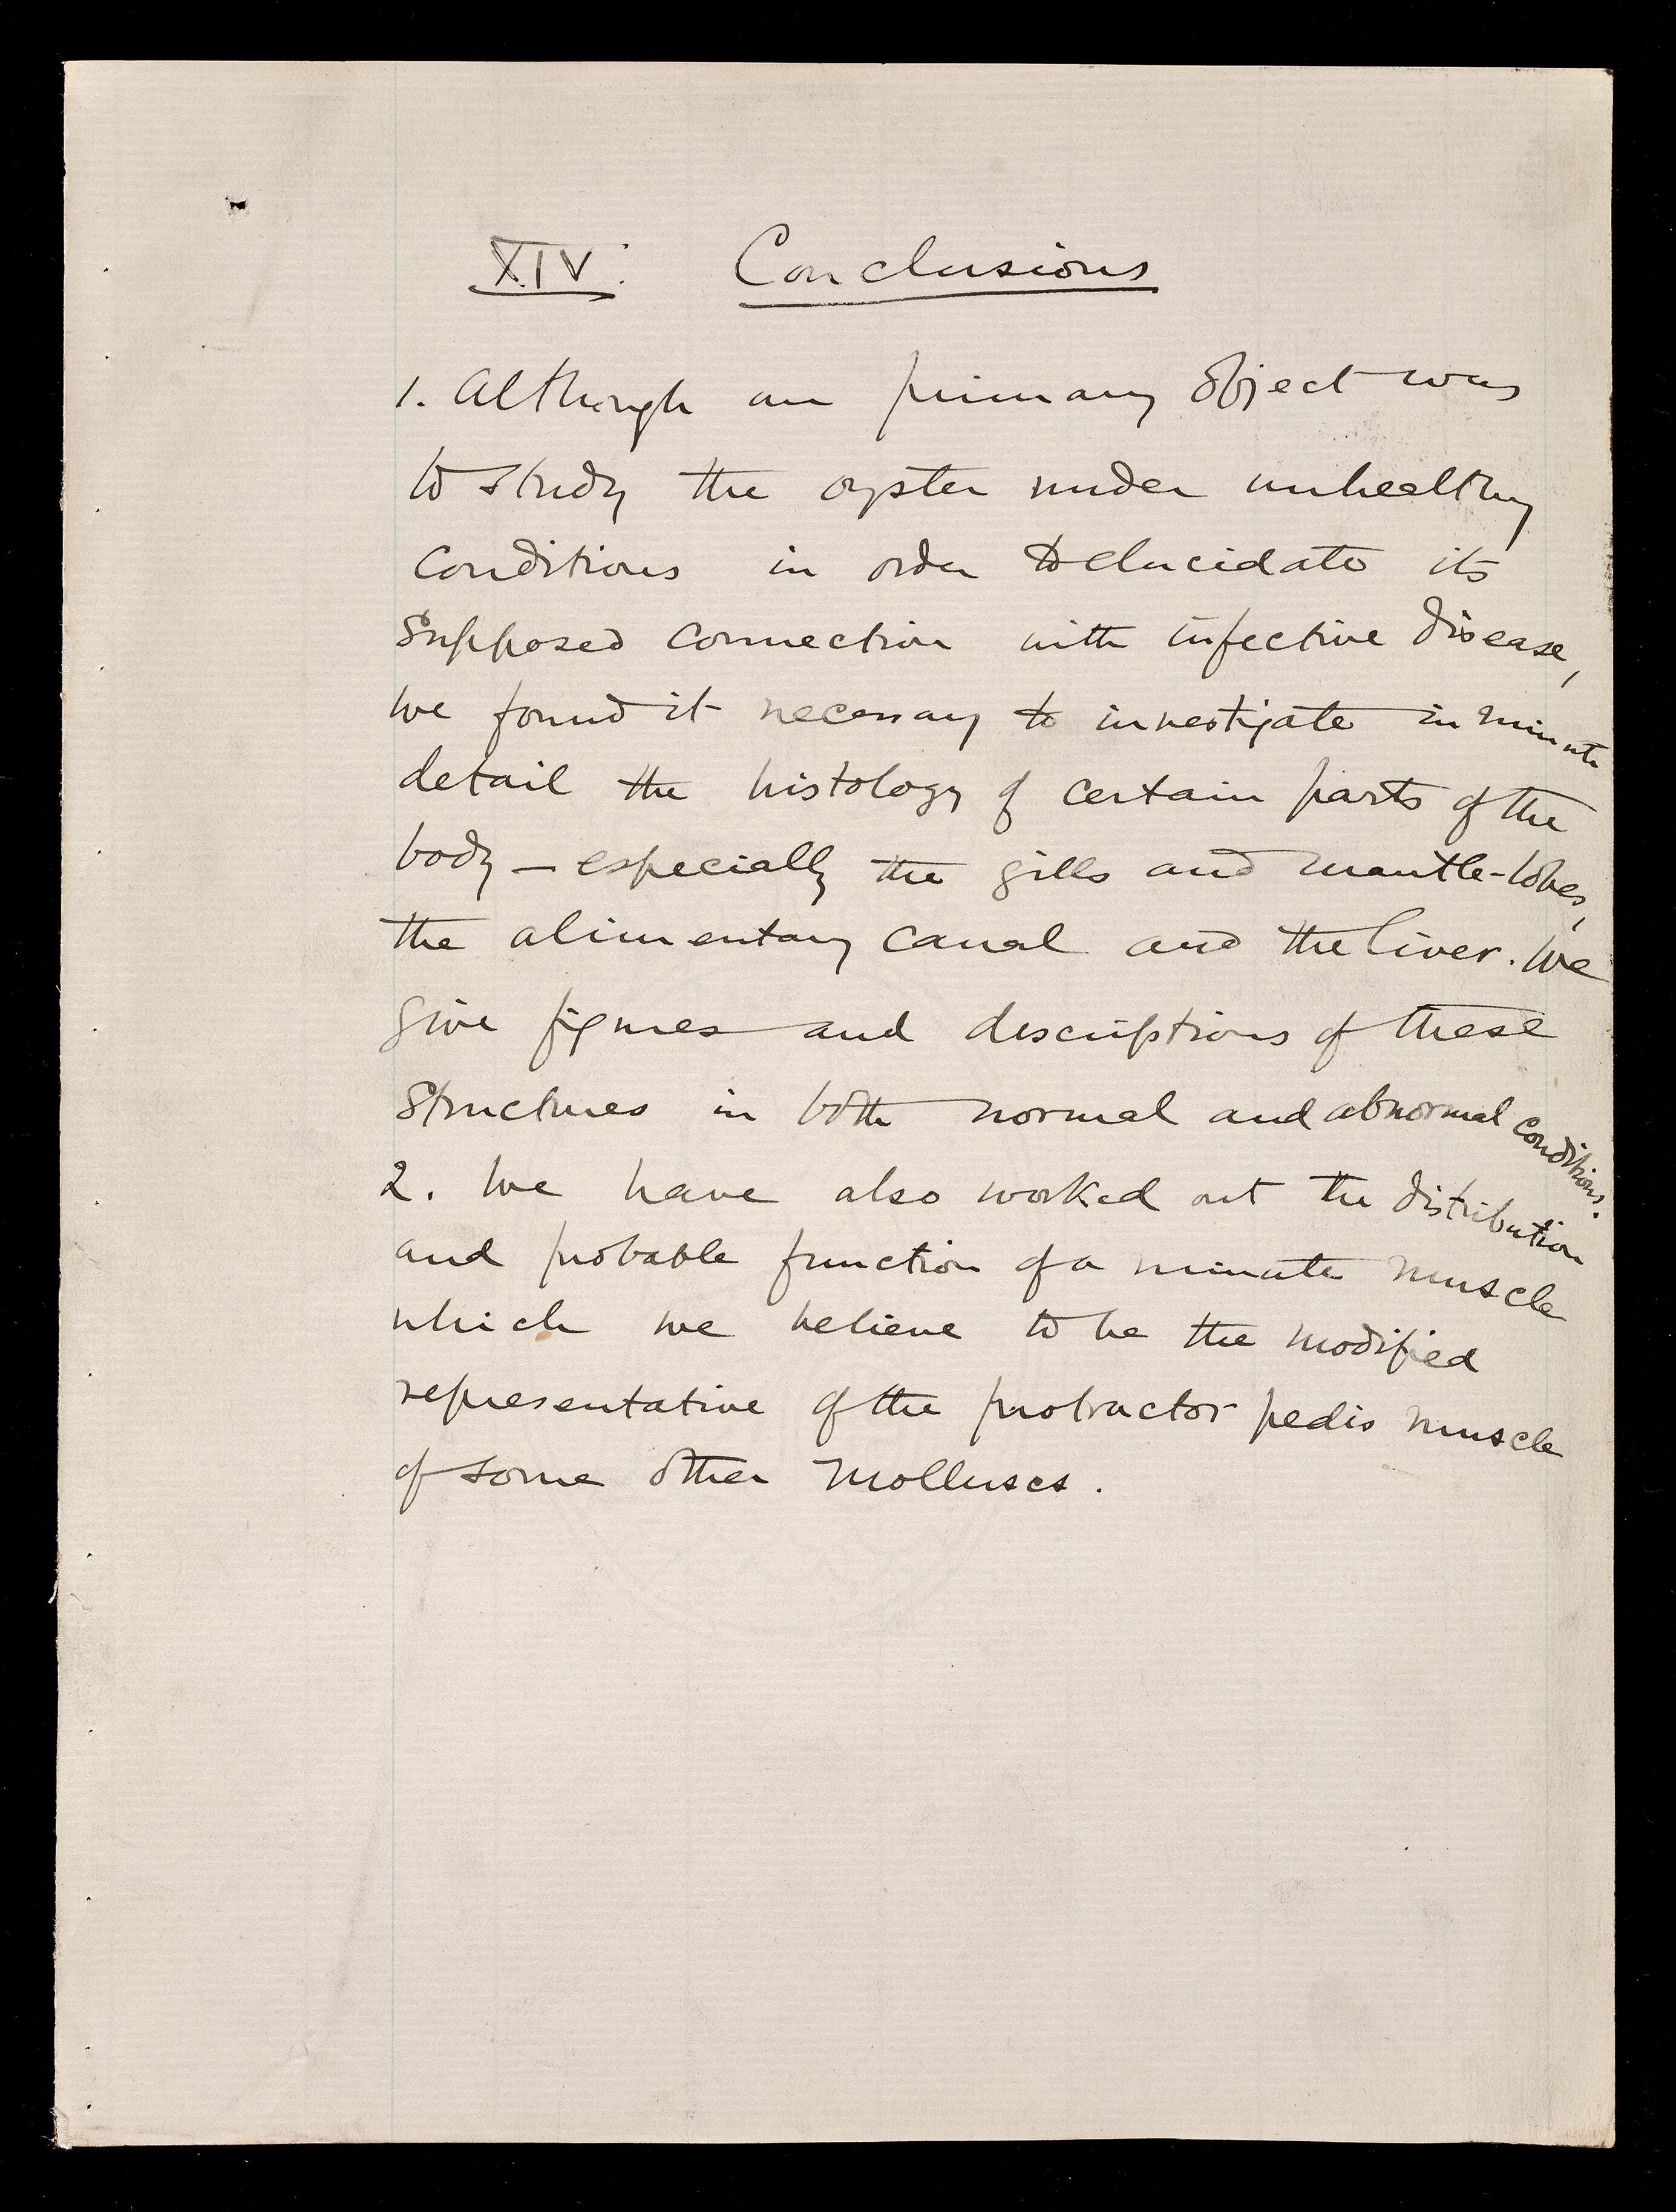 XIV. Conclusions
1. Although our primary object was
to study the oyster under unhealthy
conditions in order to elucidate its
supposed connection with infective disease,
we found it necessary to investigate in minute
detail the histology of certain parts of the
body — especially the gills and mantle-lobes,
the alimentary canal and the liver. We
give figures and descriptions of these
structures in both normal and abnormal conditions.
2. We have also worked out the distribution
and probable function of a minute muscle
which we believe to be the modified
representative of the protractor pedis muscle
of some other Molluscs.